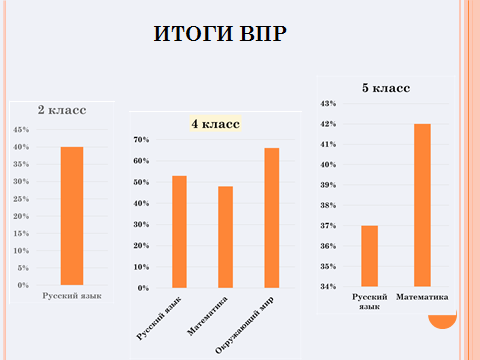 ИТОГИ ВПР
2 класс
45%
40%
35%
30%
25%
20%
15%
10%
5%
0%
Русский язык
4 класс
70%
60%
50%
40%
30%
20%
10%
0%
Русский язык
Математика
Окружающий мир
5 класс
43%
42%
41%
40%
39%
38%
37%
36%
35%
34%
Русский
язык
Математика